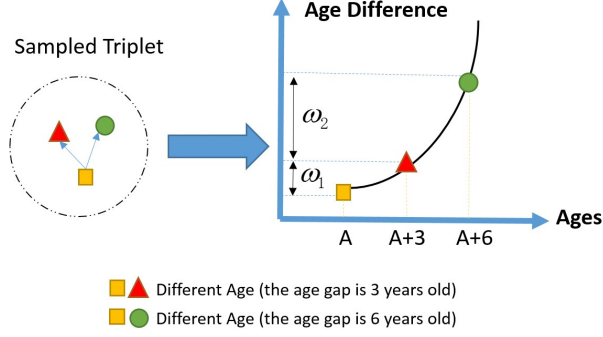 Age Difference
Sampled Triplet
ω2
ω1
Ages
A A+3 A+6
Different Age (the age gap is 3 years old)
Different Age (the age gap is 6 years old)